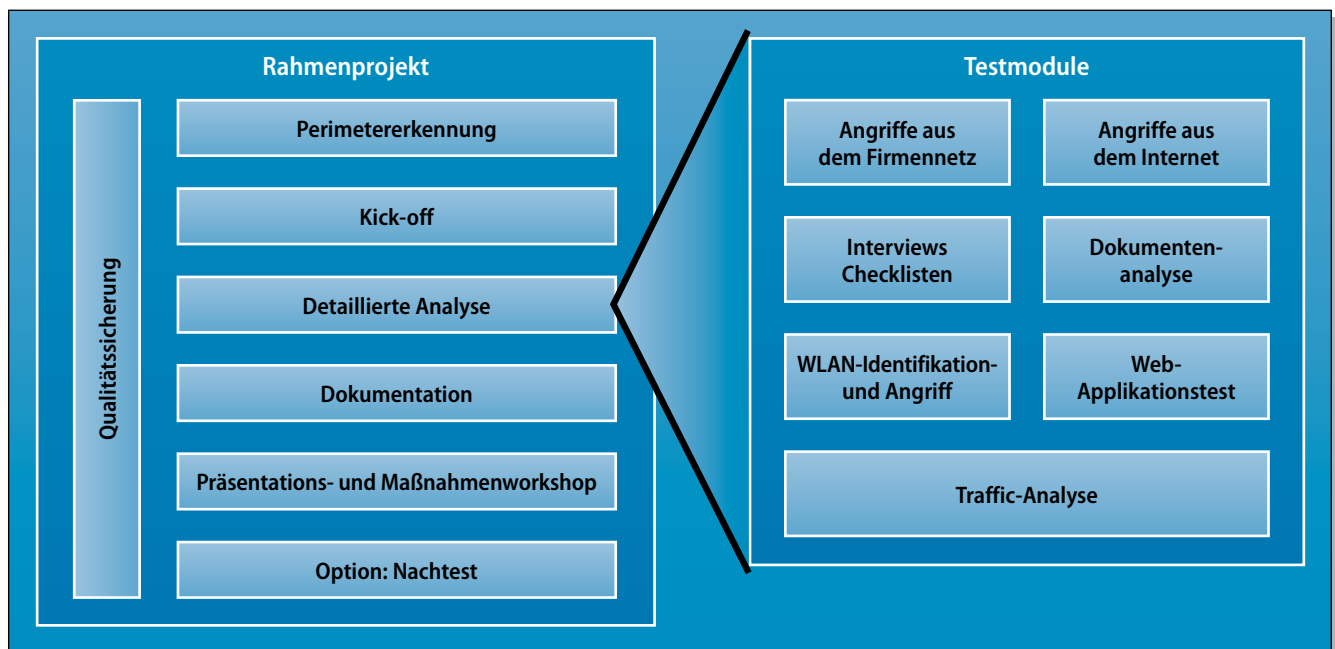 Rahmenprojekt
Qualitätssicherung
Perimetererkennung
Kick-off
Detaillierte Analyse
Dokumentation
Präsentations- und Maßnahmenworkshop
Option: Nachtest
Testmodule
Angriffe aus
dem Firmennetz
Angriffe aus
dem Internet
Interviews
Checklisten
Dokumenten-
analyse
WLAN-Identifikation-
und Angriff
Web-
Applikationstest
Traffic-Analyse